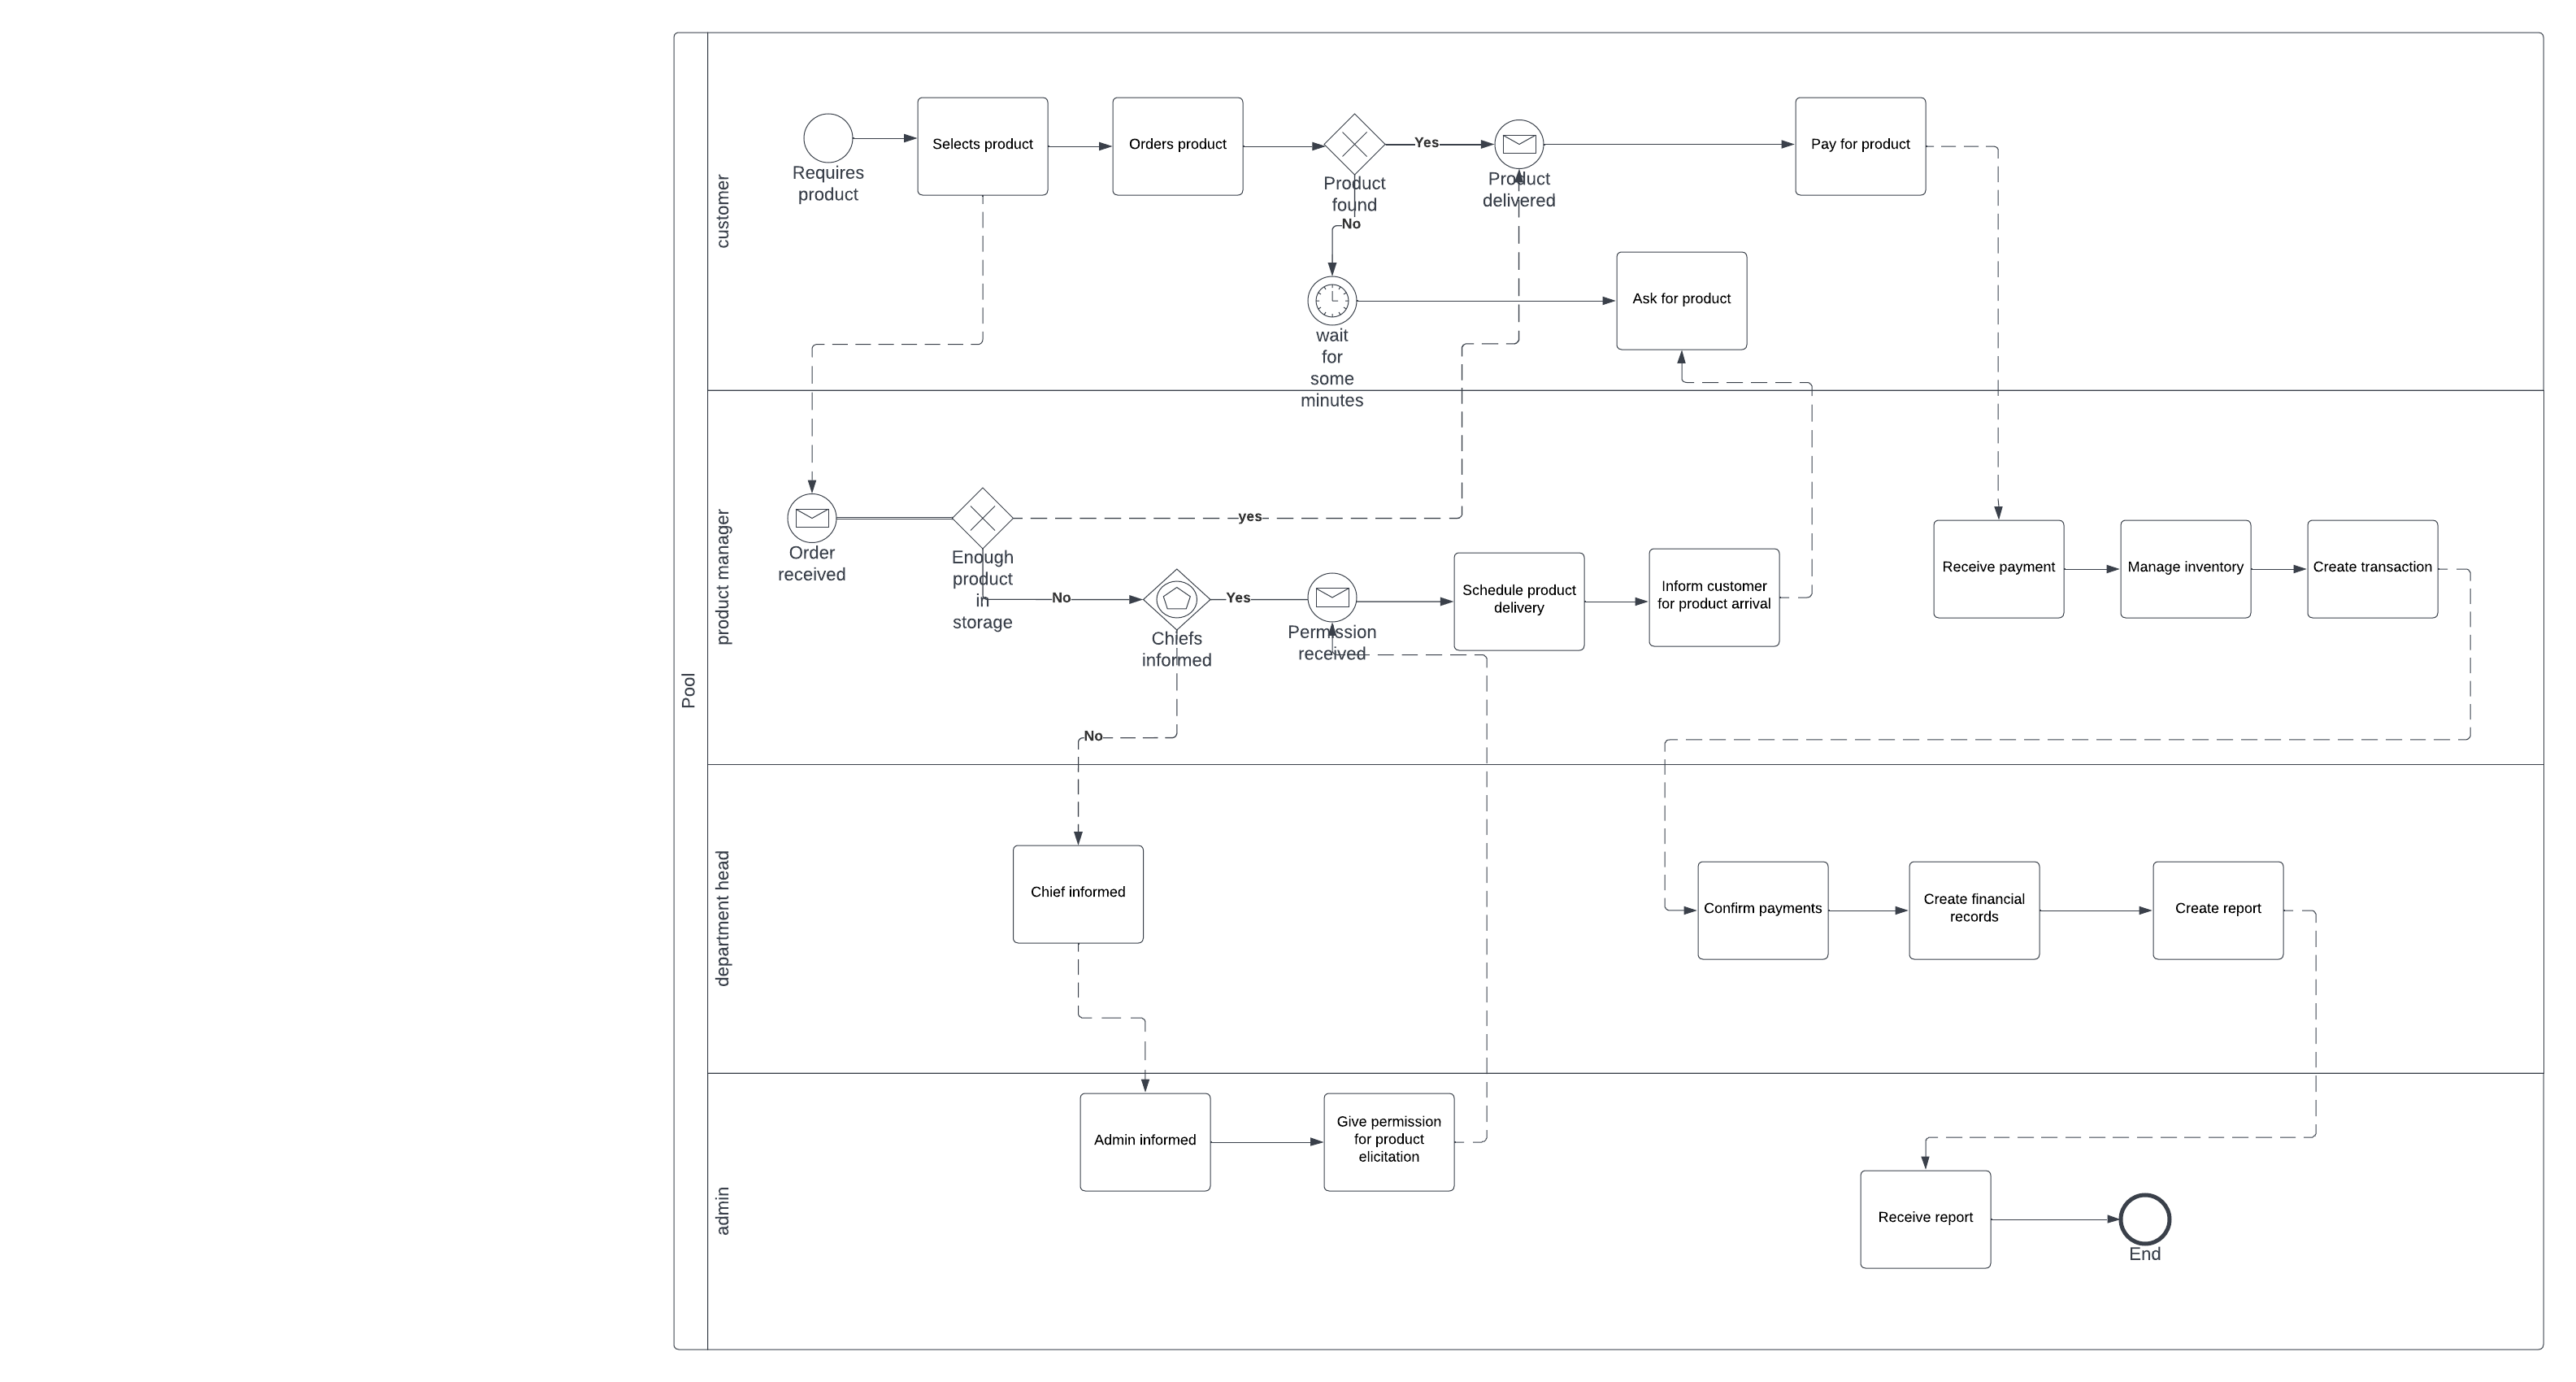 Pool
customer
Requires
product
Selects product
Orders product
Product
found
Yes
No
Product
delivered
Pay for product
wait
for
some
minutes
Ask for product
product manager
Order
received
Enough
product
in
storage
yes
No
Chiefs
informed
Yes
No
Permission
received
Schedule product
delivery
Inform customer
for product arrival
Receive payment
Manage inventory
Create transaction
department head
Chief informed
Confirm payments
Create financial
records
Create report
admin
Admin informed
Give permission
for product
elicitation
Receive report
End